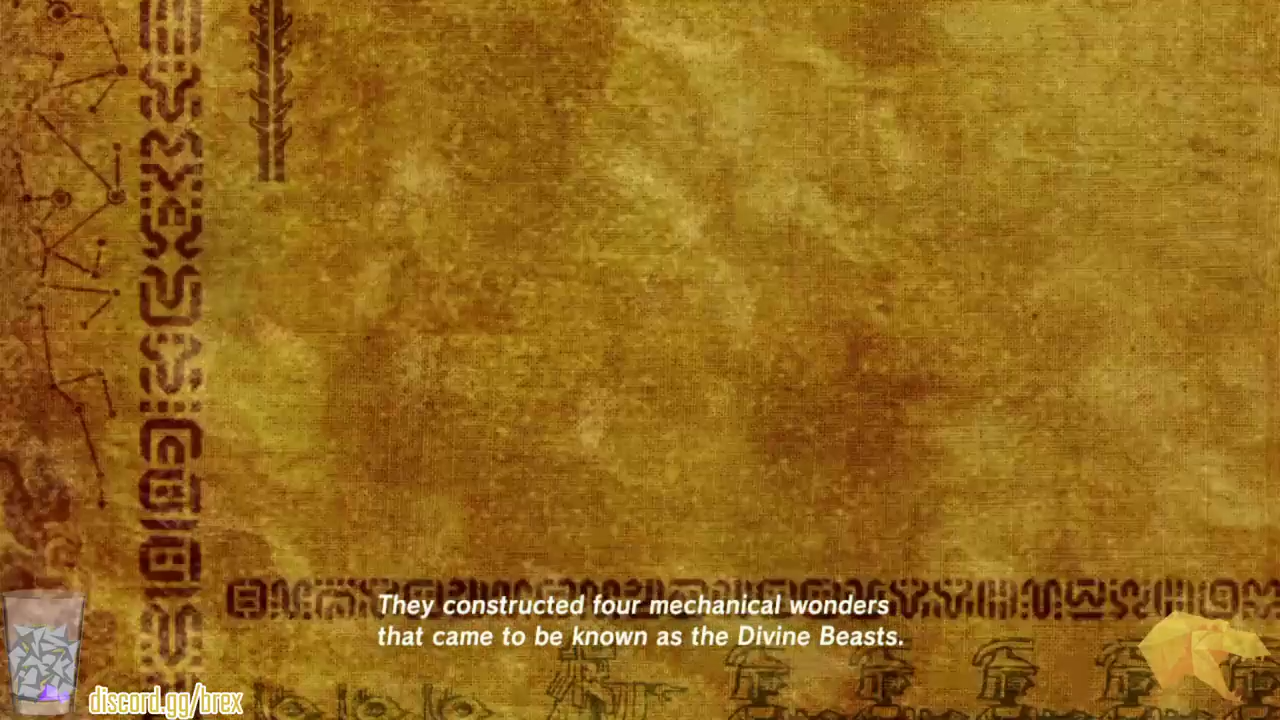 They constructed four mechanical wonders
that came to be known as the Divine Beasts.
discord.gg/brex